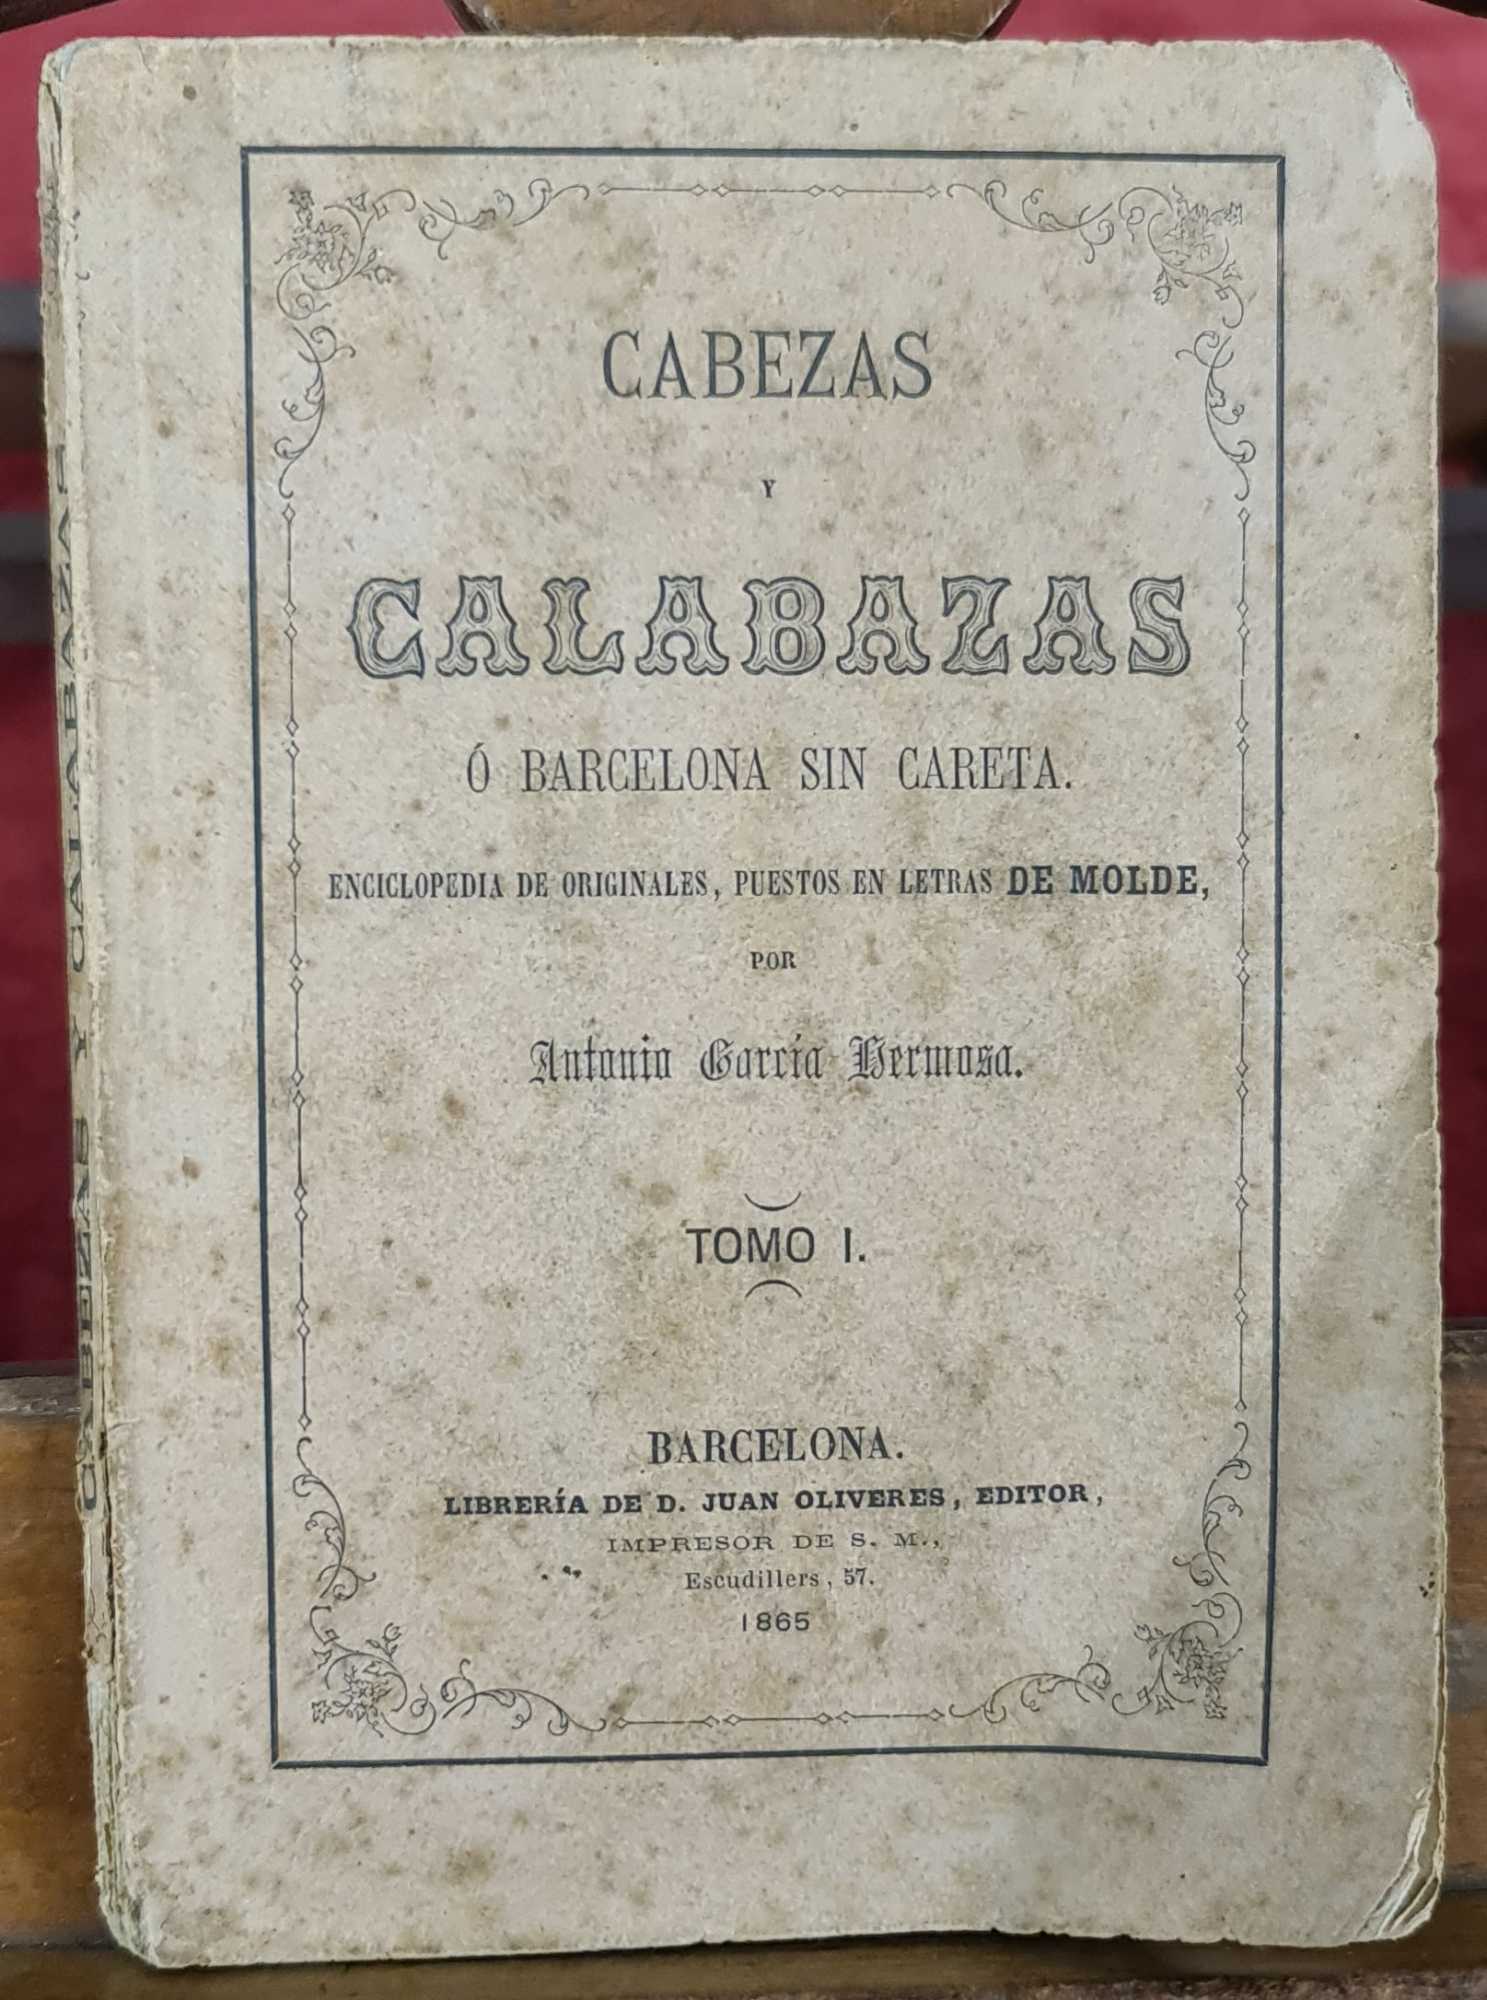 CABEZAS
Y
CALABAZAS
Ó BARCELONA SIN CARETA.
ENCICLOPEDIA DE ORIGINALES, PUESTOS EN LETRAS DE MOLDE,
POR
Antonio García Hermosa.
TOMO I.
BARCELONA.
LIBRERÍA DE D. JUAN OLIVERES, EDITOR,
IMPRESOR DE S. M.,
Escudillers, 57.
1865
CABEZAS Y CALABAZAS